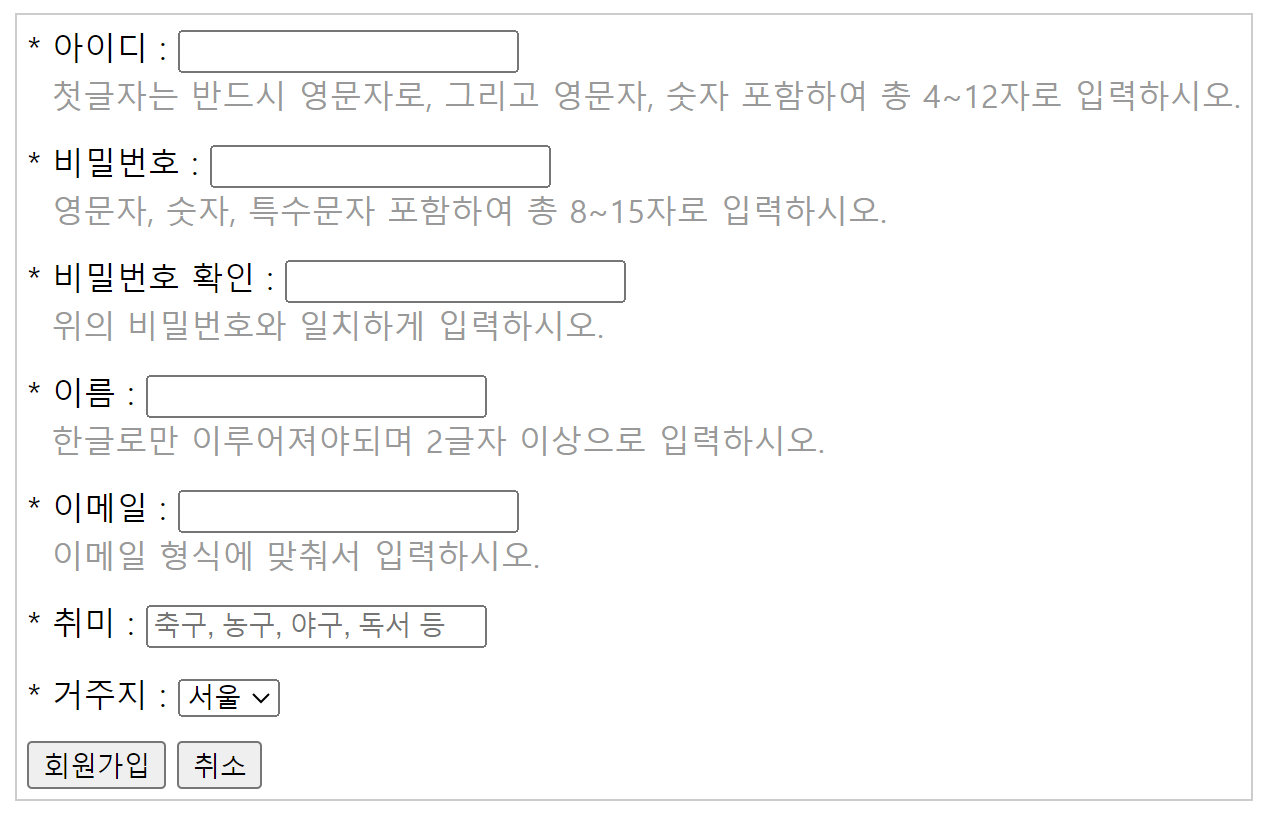 * 아이디 :
첫글자는 반드시 영문자로, 그리고 영문자, 숫자 포함하여 총 4~12자로 입력하시오.
* 비밀번호 :
영문자, 숫자, 특수문자 포함하여 총 8~15자로 입력하시오.
* 비밀번호 확인 :
위의 비밀번호와 일치하게 입력하시오.
* 이름 :
한글로만 이루어져야되며 2글자 이상으로 입력하시오.
* 이메일 :
이메일 형식에 맞춰서 입력하시오.
* 취미 : 축구, 농구, 야구, 독서 등
* 거주지 : 서울
회원가입 취소